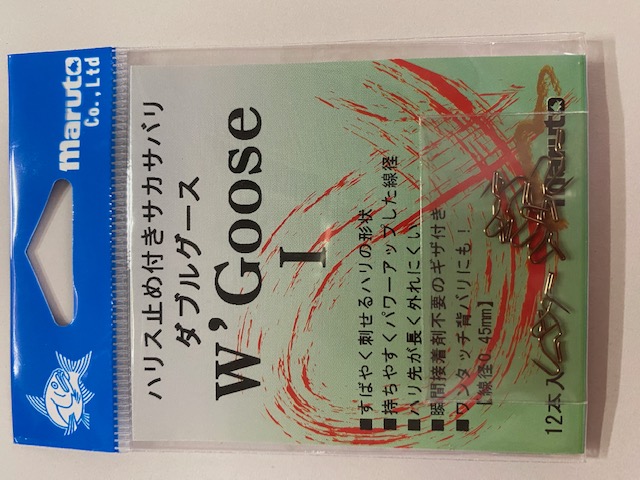 maruto
Co.,Ltd
ハリス止め付きサカサバリ
ダブルグース
W'Goose
I
■すばやく刺せるハリの形状
■持ちやすくパワーアップした線径
■ハリ先が長く外れにくい
■瞬間接着剤不要のギザ付き
■ワンタッチ背バリにも！
【線径0.45mm】
12本入
maruto